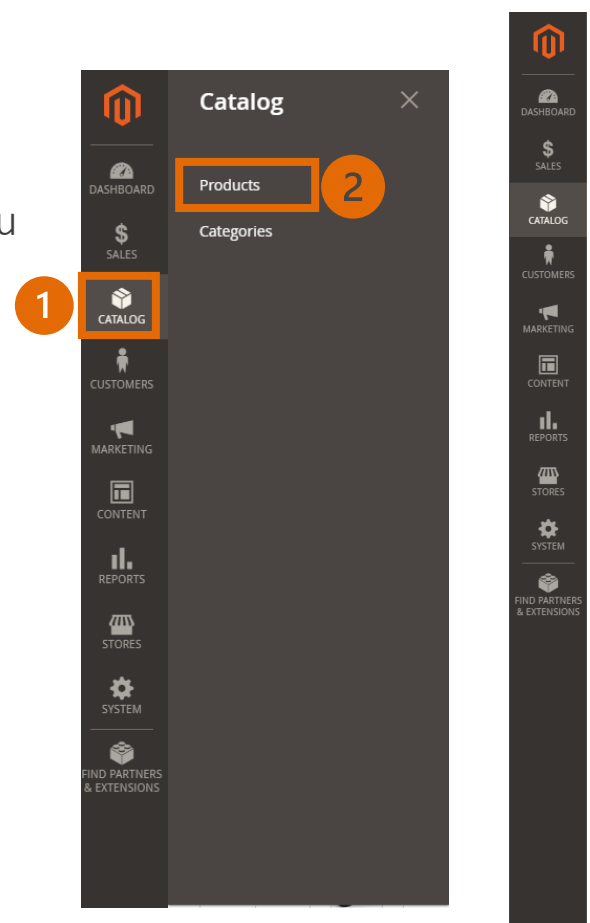 u
1
DASHBOARD
SALES
CATALOG
CUSTOMERS
MARKETING
CONTENT
REPORTS
STORES
SYSTEM
FIND PARTNERS
& EXTENSIONS
Catalog
Products
2
Categories
DASHBOARD
SALES
CATALOG
CUSTOMERS
MARKETING
CONTENT
REPORTS
STORES
SYSTEM
FIND PARTNERS
& EXTENSIONS